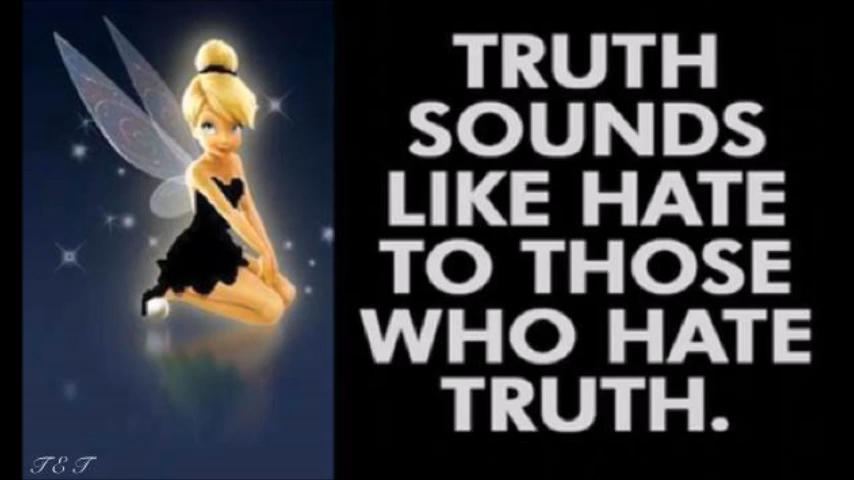 TRUTH
SOUNDS
LIKE HATE
TO THOSE
WHO HATE
TRUTH.
T&T